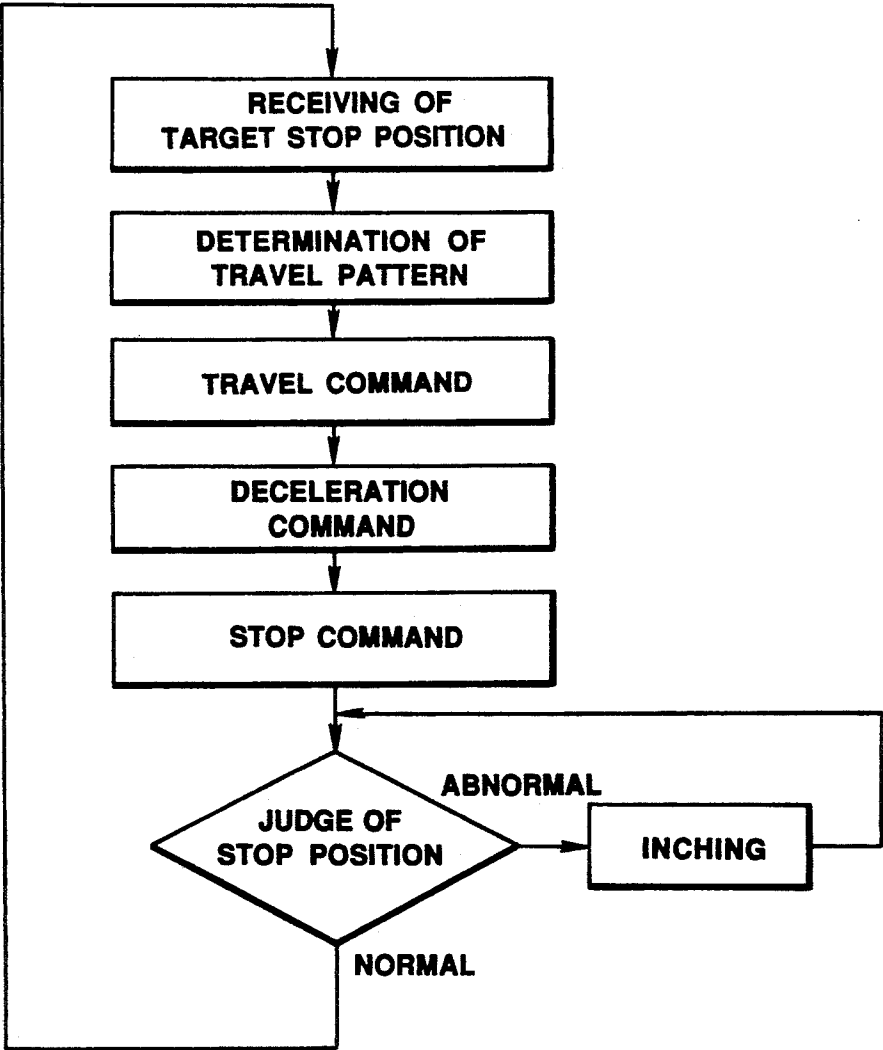 RECEIVING OF
TARGET STOP POSITION
DETERMINATION OF
TRAVEL PATTERN
TRAVEL COMMAND
DECELERATION
COMMAND
STOP COMMAND
ABNORMAL
JUDGE OF
STOP POSITION
INCHING
NORMAL